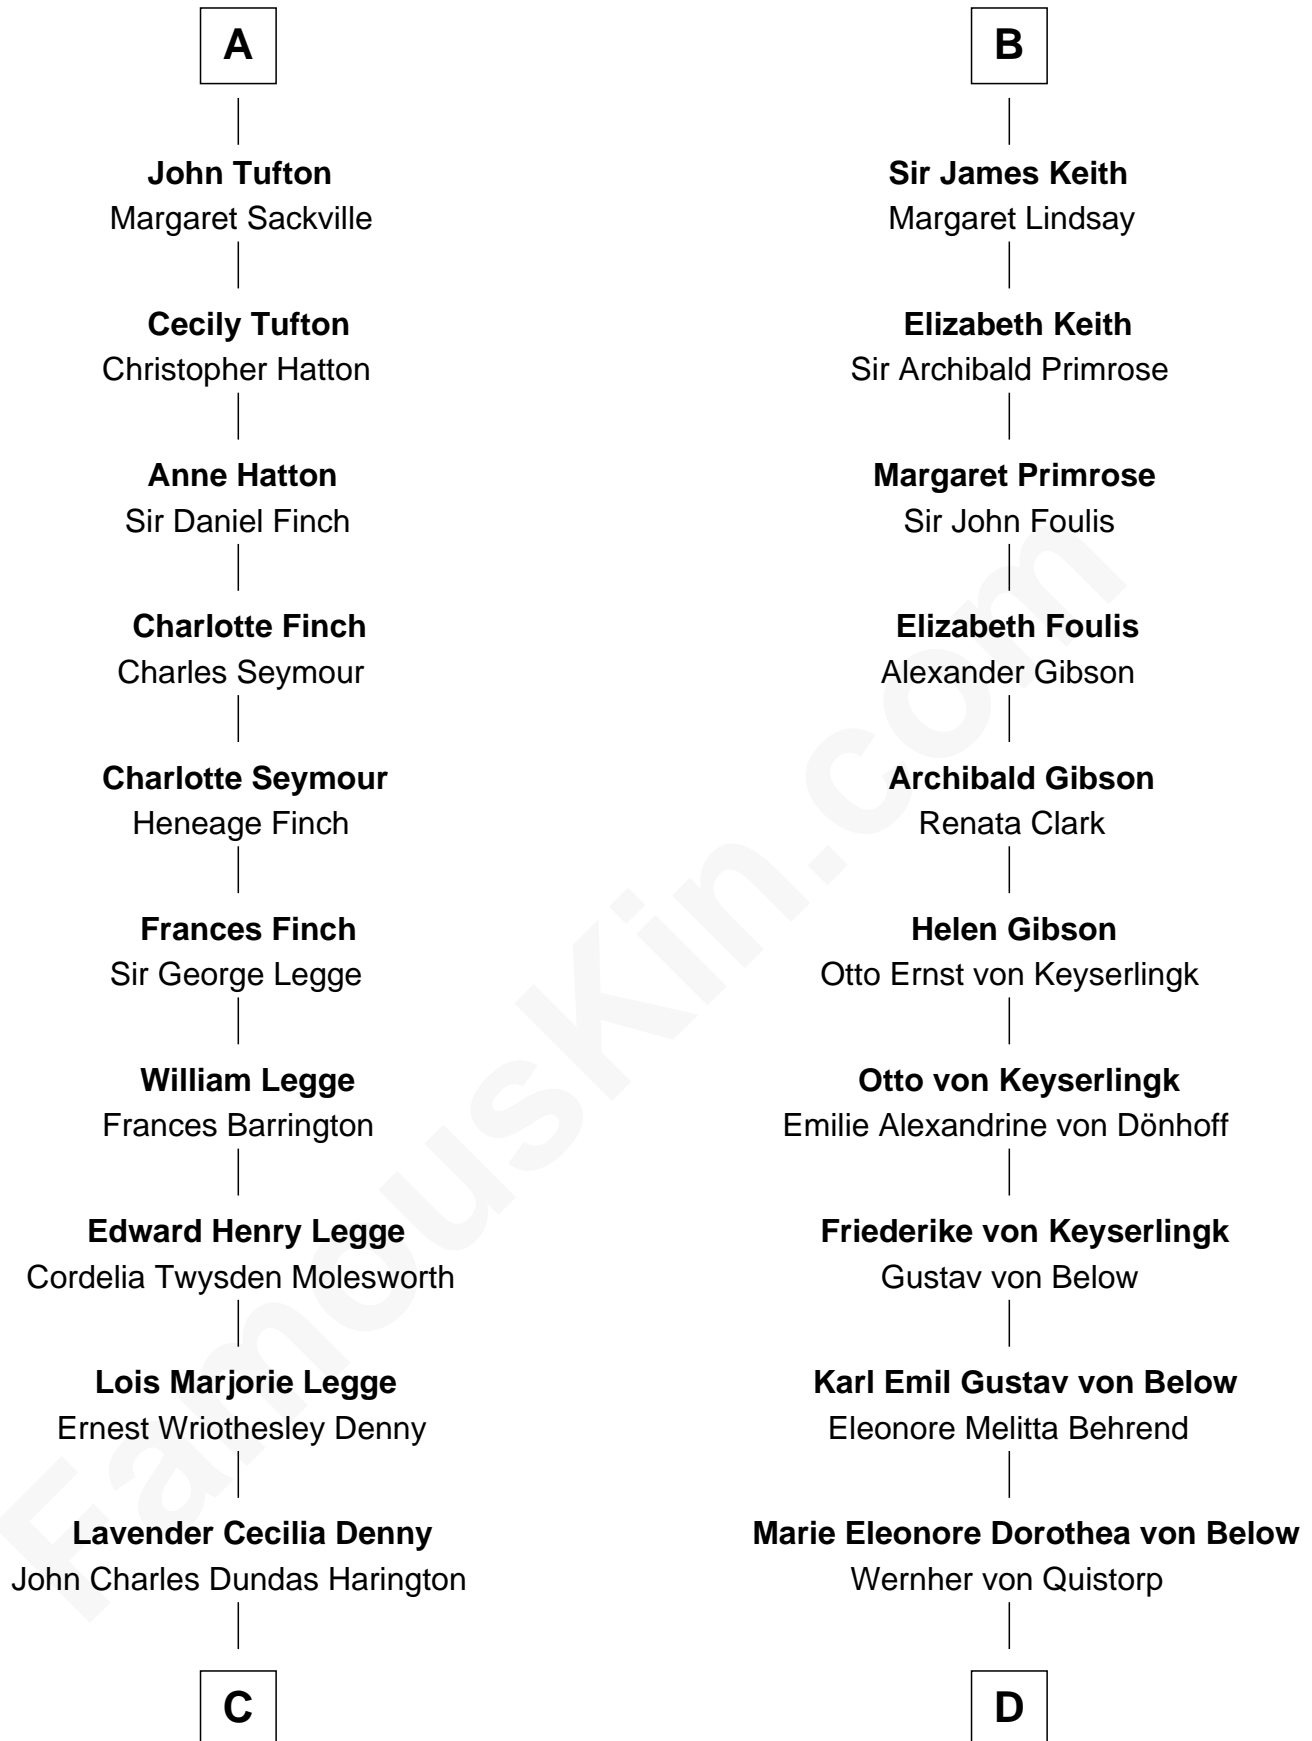 A
John Tufton
Margaret Sackville
Cecily Tufton
Christopher Hatton
Anne Hatton
Sir Daniel Finch
Charlotte Finch
Charles Seymour
Charlotte Seymour
Heneage Finch
Frances Finch
Sir George Legge
William Legge
Frances Barrington
Edward Henry Legge
Cordelia Twysden Molesworth
Lois Marjorie Legge
Ernest Wriothesley Denny
Lavender Cecilia Denny
John Charles Dundas Harington
C
B
Sir James Keith
Margaret Lindsay
Elizabeth Keith
Sir Archibald Primrose
Margaret Primrose
Sir John Foulis
Elizabeth Foulis
Alexander Gibson
Archibald Gibson
Renata Clark
Helen Gibson
Otto Ernst von Keyserlingk
Otto von Keyserlingk
Emilie Alexandrine von Dönhoff
Friederike von Keyserlingk
Gustav von Below
Karl Emil Gustav von Below
Eleonore Melitta Behrend
Marie Eleonore Dorothea von Below
Wernher von Quistorp
D
FamousKin.com